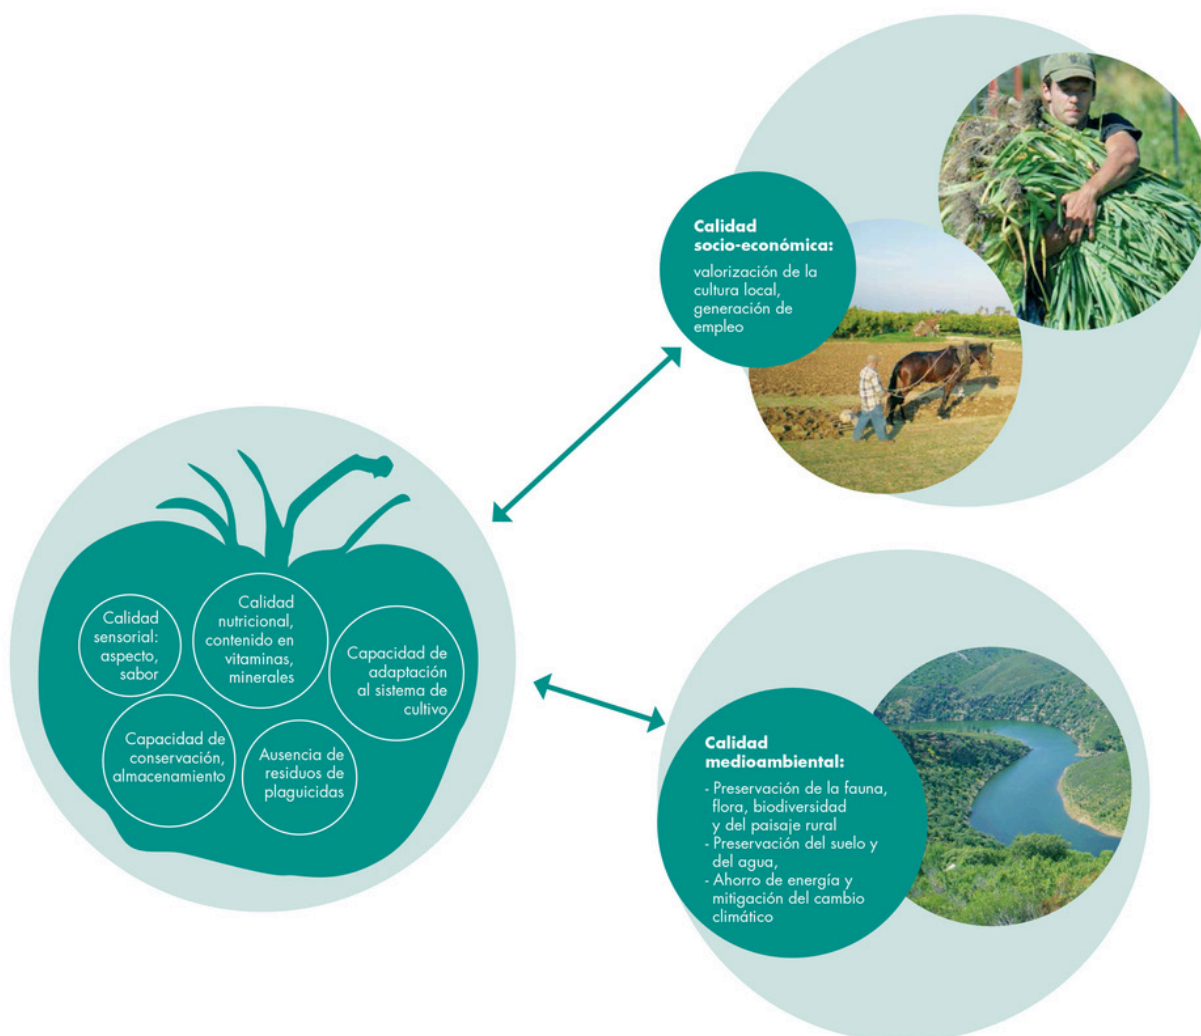 Calidad
socio-económica:
valorización de la
cultura local,
generación de
empleo
Calidad
sensorial:
aspecto,
sabor
Calidad
nutricional,
contenido en
vitaminas,
minerales
Capacidad de
adaptación
al sistema de
cultivo
Capacidad de
conservación,
almacenamiento
Ausencia de
residuos de
plaguicidas
Calidad
medioambiental:
- Preservación de la fauna,
flora, biodiversidad
y del paisaje rural
- Preservación del suelo y
del agua,
- Ahorro de energía y
mitigación del cambio
climático